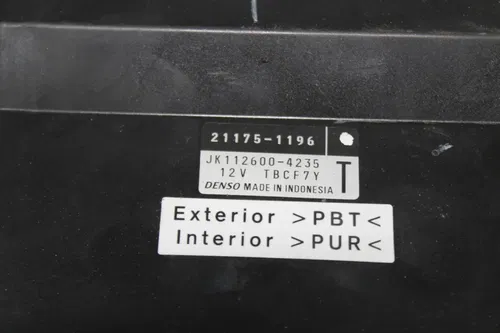 21175-1196
JK112600-4235
12V TBCF7Y T
DENSO MADE IN INDONESIA
Exterior >PBT<
Interior >PUR<